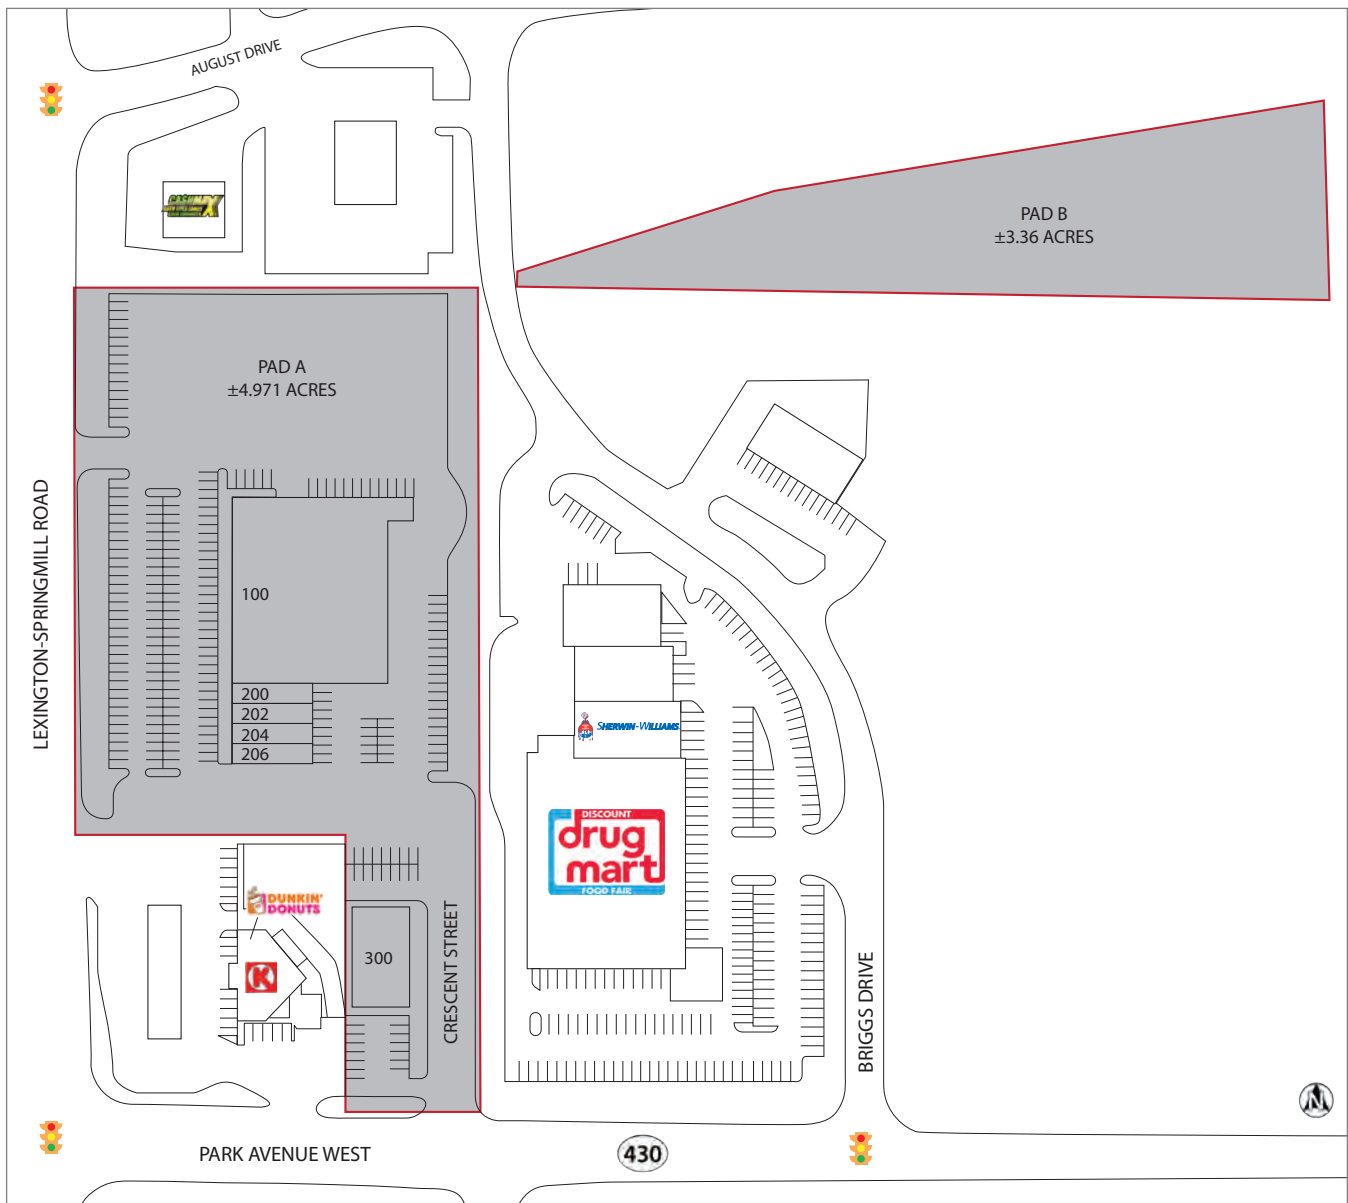 AUGUST DRIVE
CASHMAX
PAD B
±3.36 ACRES
PAD A
±4.971 ACRES
LEXINGTON-SPRINGMILL ROAD
100
200
202
204
206
SHERWIN-WILLIAMS
DISCOUNT
drug
mart
FOOD FAIR
DUNKIN'
DONUTS
K
300
CRESCENT STREET
BRIGGS DRIVE
N
PARK AVENUE WEST
430